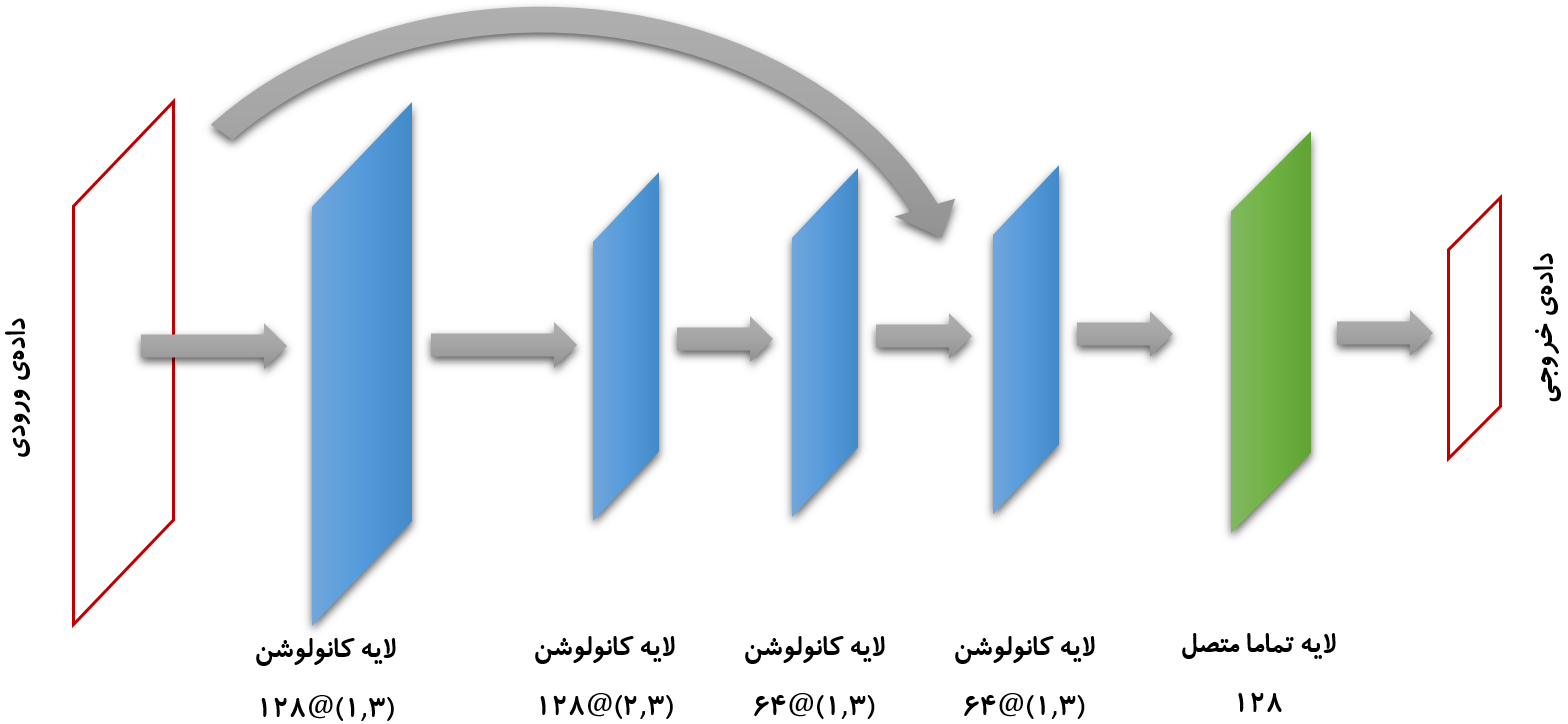 داده‌ی ورودی
لایه کانولوشن
۱۲۸@(۱,۳)
لایه کانولوشن
۱۲۸@(۲,۳)
لایه کانولوشن
۶۴@(۱,۳)
لایه کانولوشن
۶۴@(۱,۳)
لایه تماما متصل
۱۲۸
داده‌ی خروجی